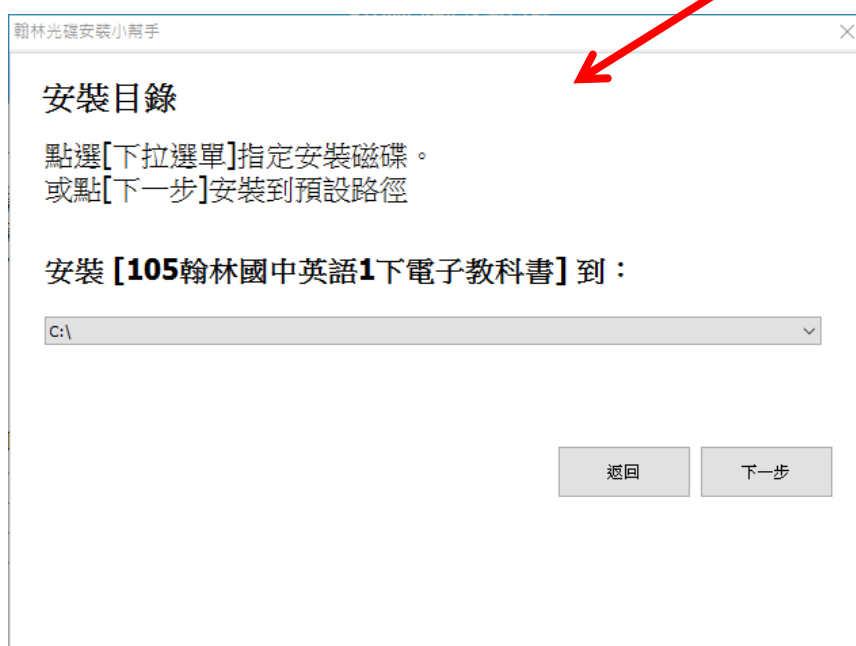 翰林光碟安裝小幫手
安裝目錄
點選[下拉選單]指定安裝磁碟。
或點[下一步]安裝到預設路徑
安裝 [105翰林國中英語1下電子教科書] 到：
C:\
返回
下一步